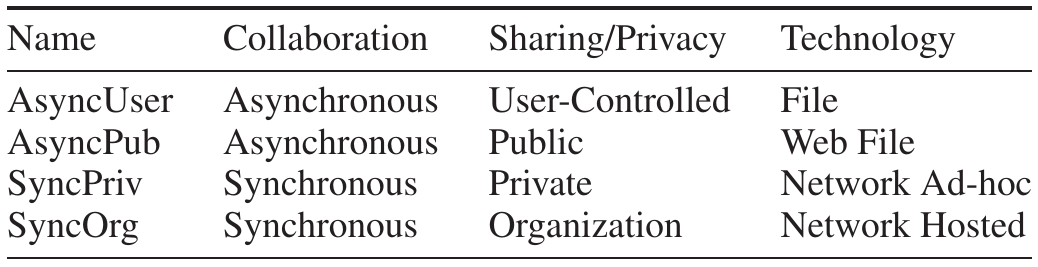 Name Collaboration Sharing/Privacy Technology
AsyncUser Asynchronous User-Controlled File
AsyncPub Asynchronous Public Web File
SyncPriv Synchronous Private Network Ad-hoc
SyncOrg Synchronous Organization Network Hosted